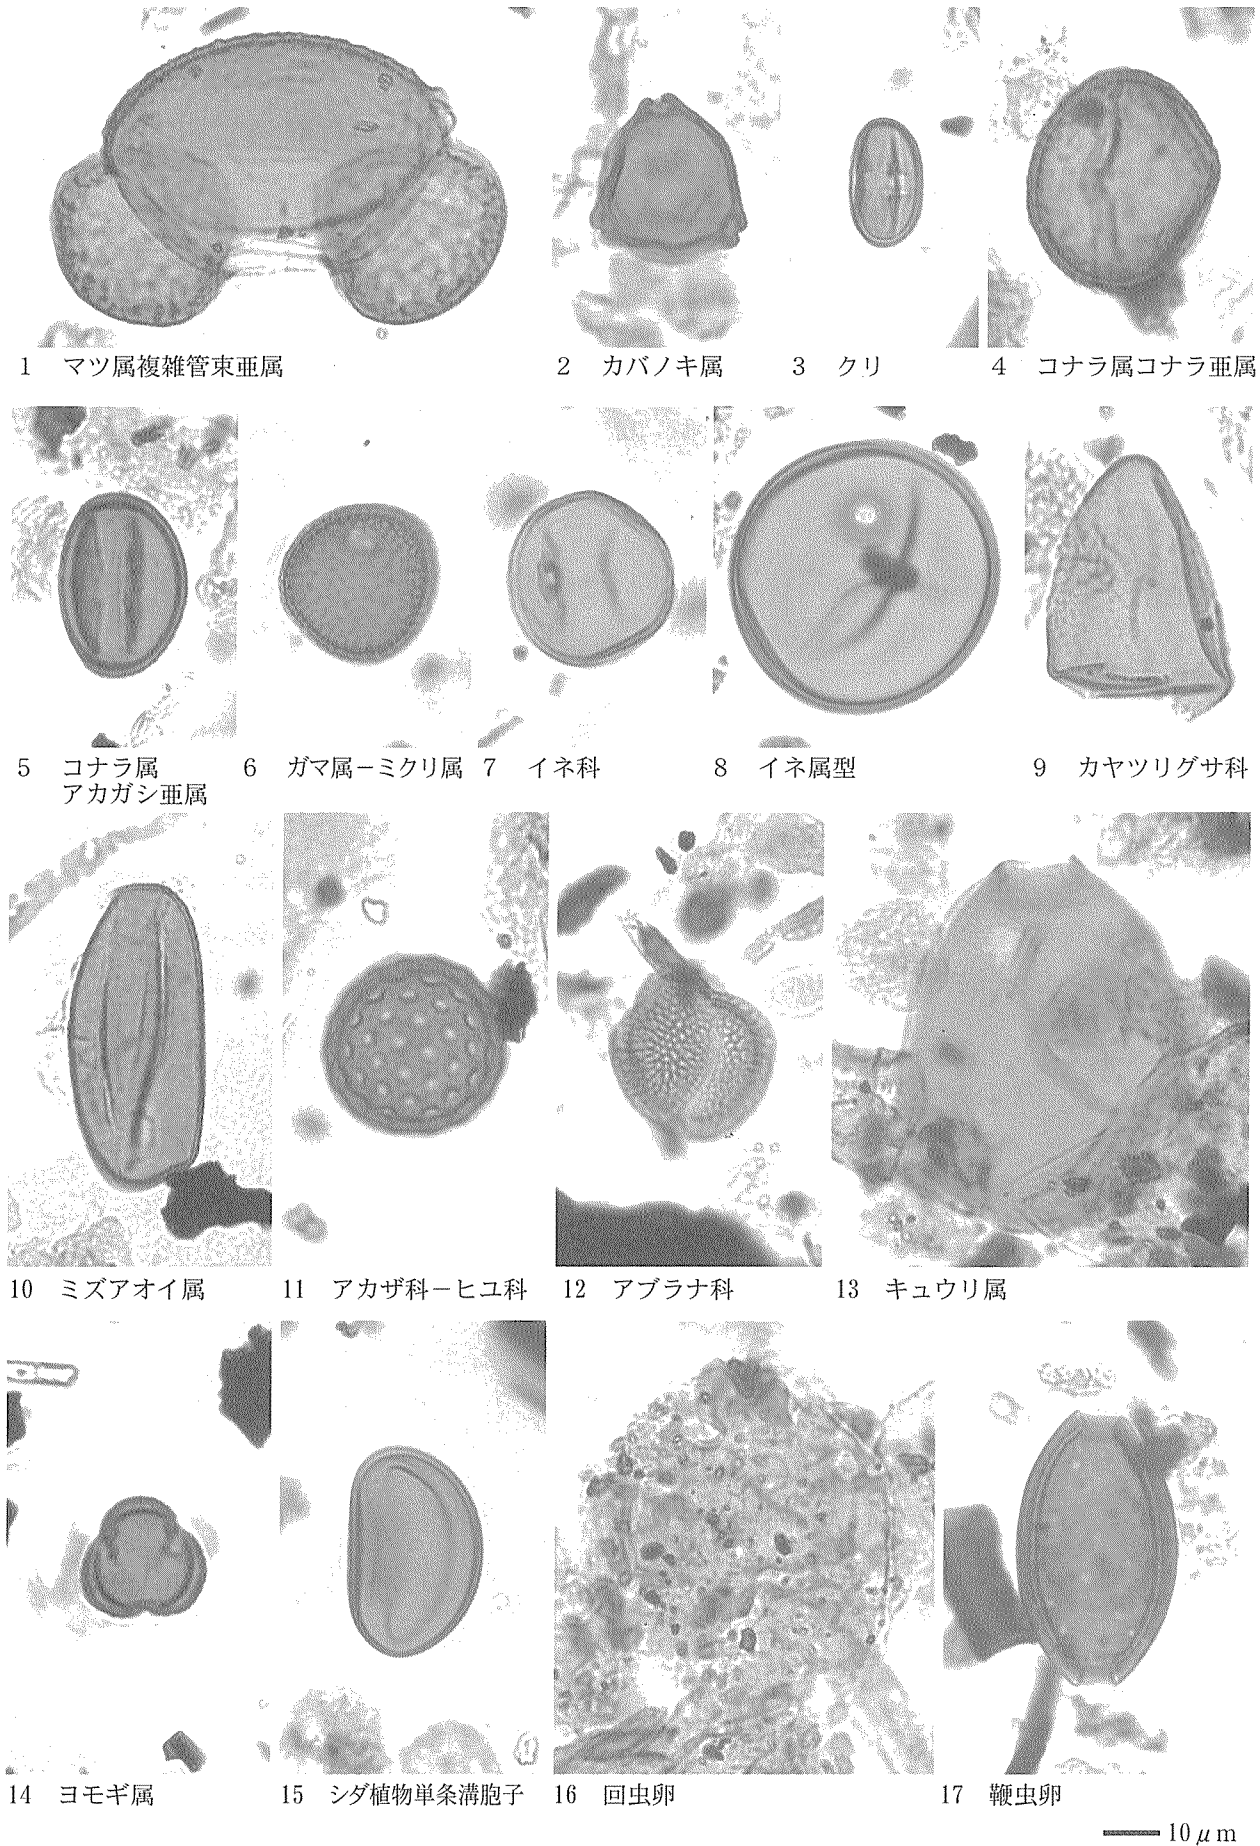 1 マツ属複雑管束亜属
2 カバノキ属
3 クリ
4 コナラ属コナラ亜属
5 コナラ属
アカガシ亜属
6 ガマ属－ミクリ属
7 イネ科
8 イネ属型
9 カヤツリグサ科
10 ミズアオイ属
11 アカザ科－ヒユ科
12 アブラナ科
13 キュウリ属
14 ヨモギ属
15 シダ植物単条溝胞子
16 回虫卵
17 鞭虫卵
10μm